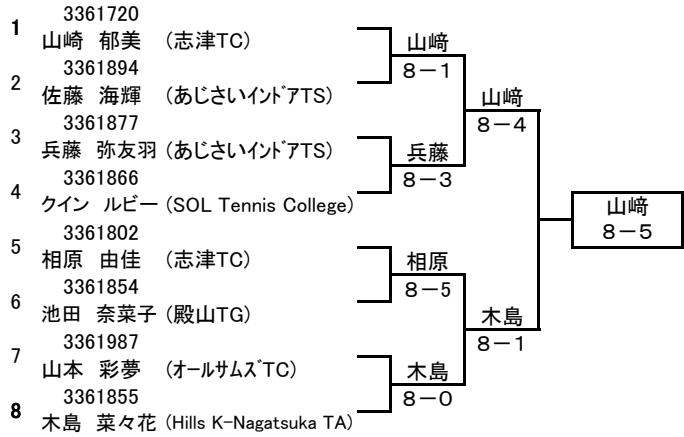 3361720
1 山崎 郁美 (志津TC)
3361894
2 佐藤 海輝 (あじさいインドアTS)
3361877
3 兵藤 弥友羽 (あじさいインドアTS)
3361866
4 クイン ルビー (SOL Tennis College)
3361802
5 相原 由佳 (志津TC)
3361854
6 池田 奈菜子 (殿山TG)
3361987
7 山本 彩夢 (オールサムズTC)
3361855
8 木島 菜々花 (Hills K-Nagatsuka TA)
山﨑
8-1
兵藤
8-3
相原
8-5
木島
8-0
山﨑
8-4
木島
8-1
山﨑
8-5